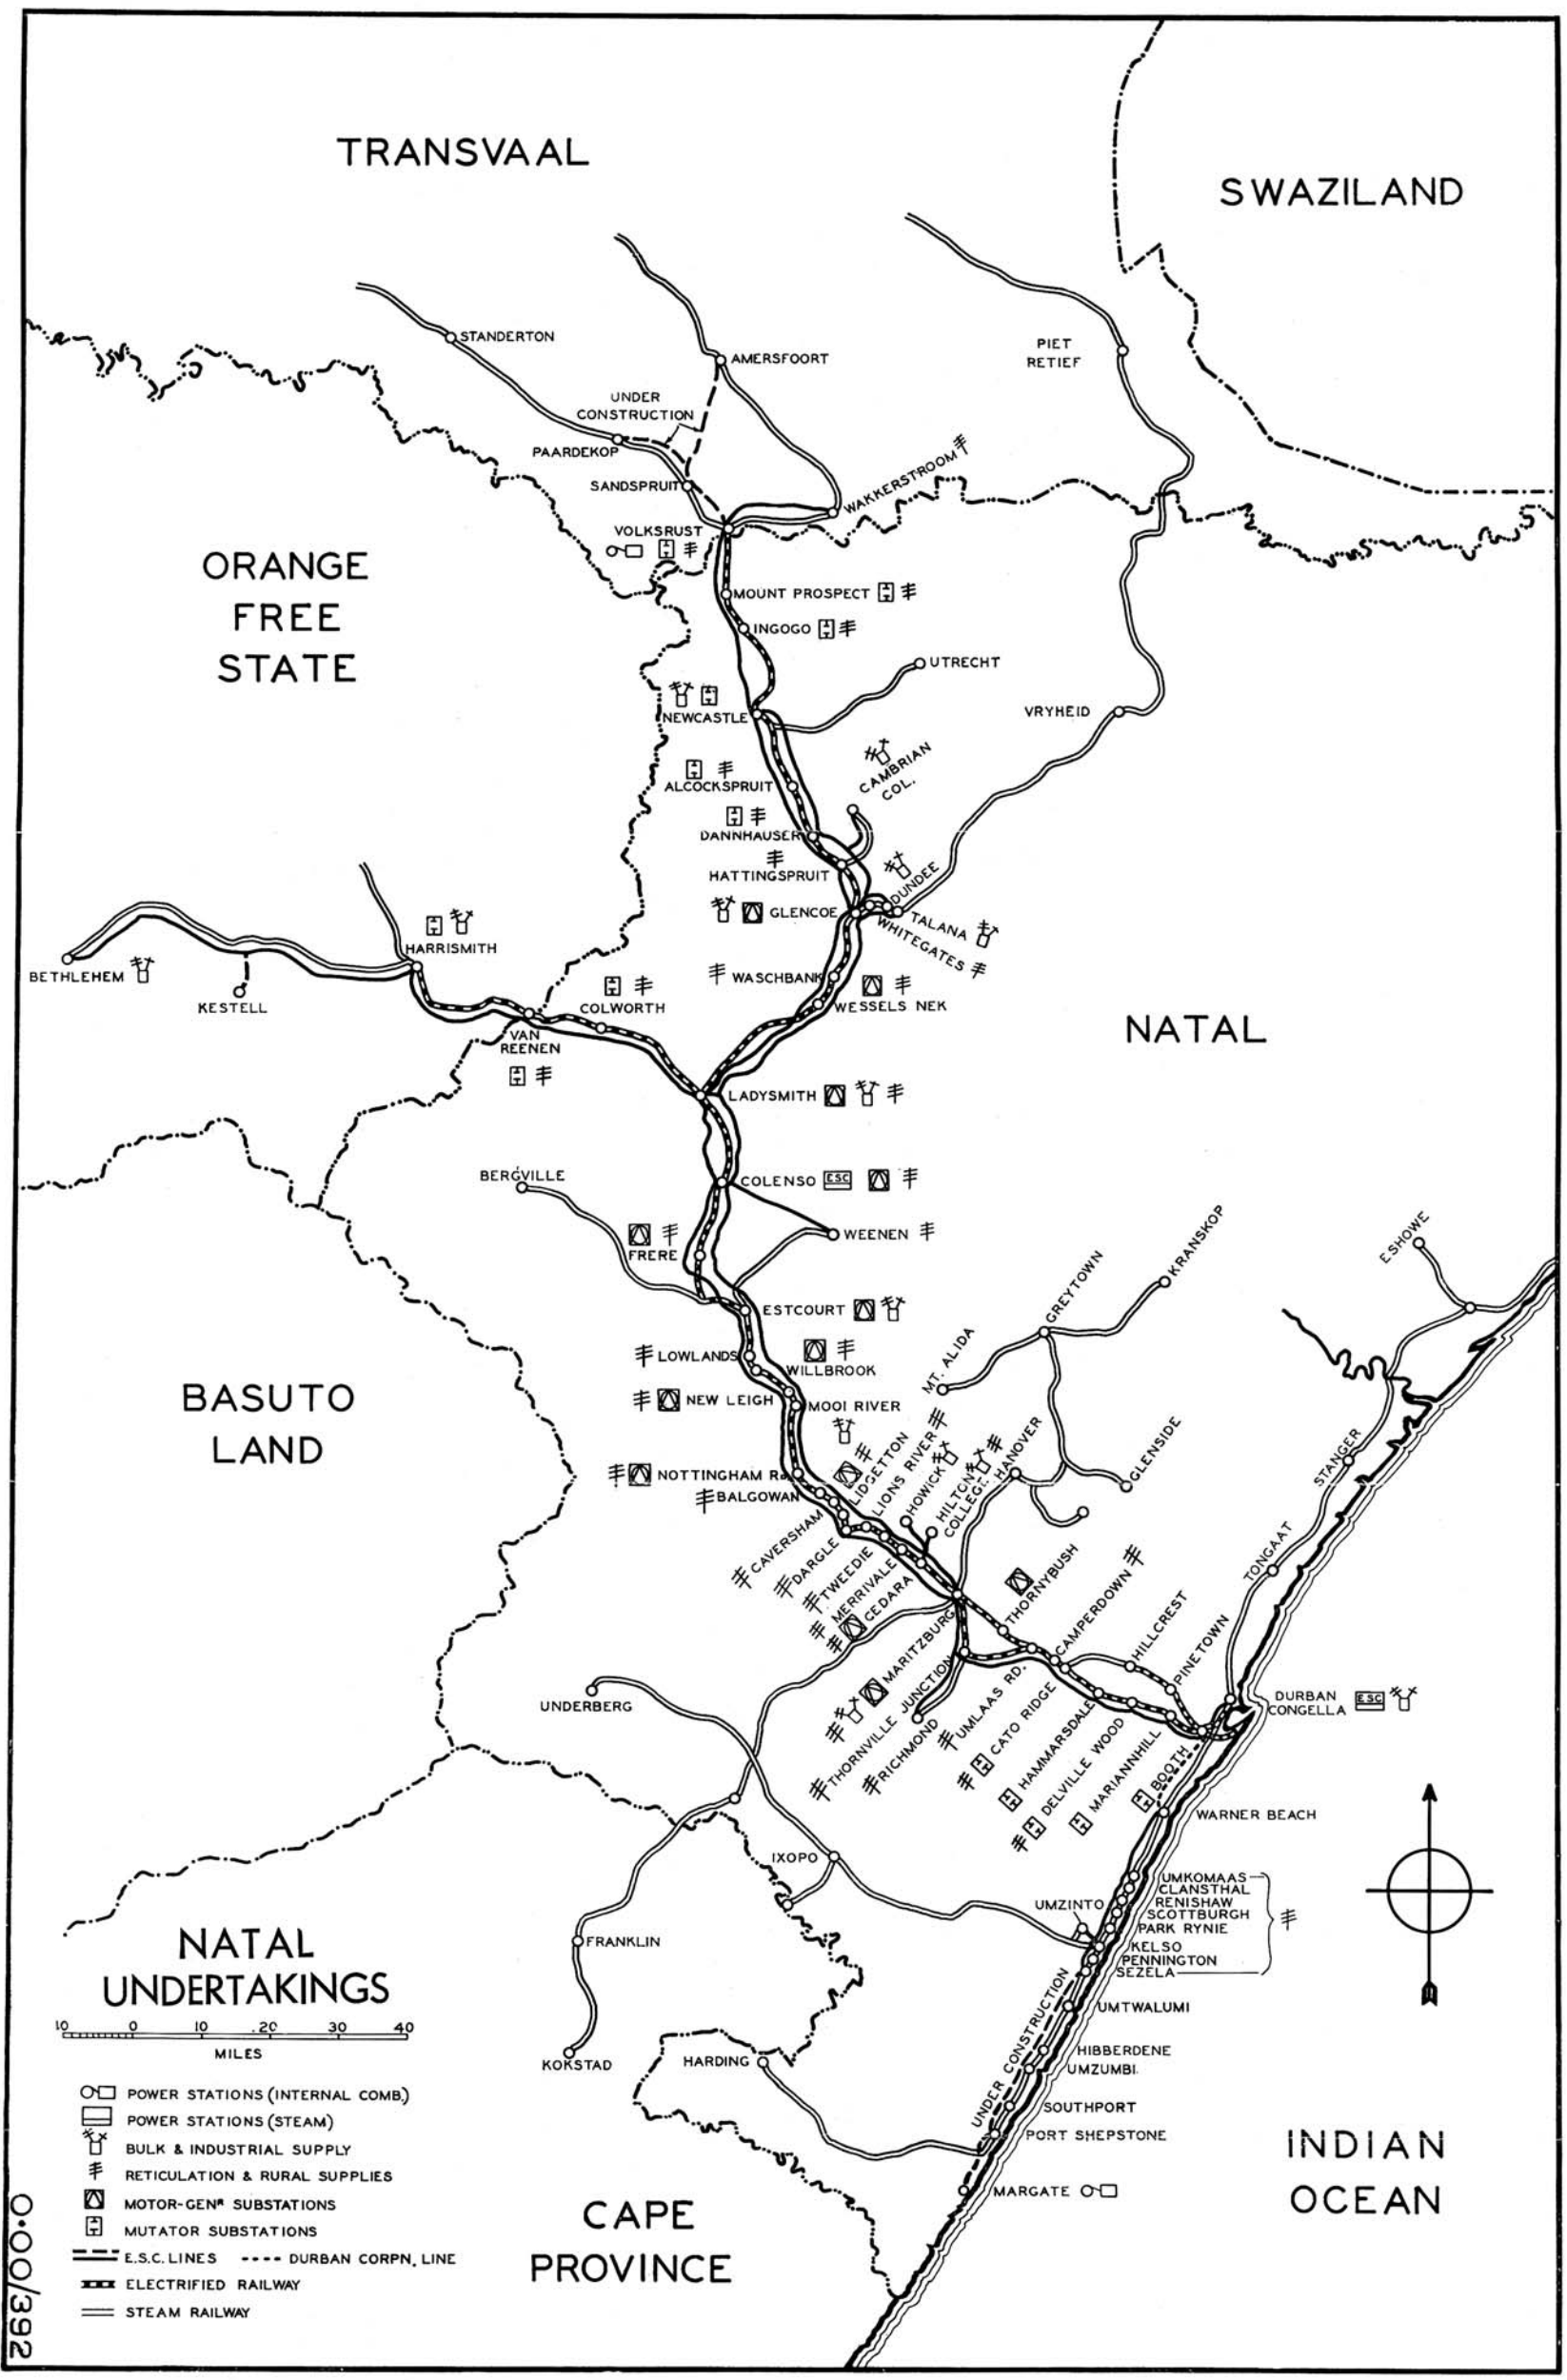 TRANSVAAL
SWAZILAND
STANDERTON
AMERSFOORT
PIET
RETIEF
UNDER
CONSTRUCTION
PAARDEKOP
WAKKERSTROOM
SANDSPRUIT
VOLKSRUST
ORANGE
FREE
STATE
MOUNT PROSPECT
INGOGO
UTRECHT
NEWCASTLE
VRYHEID
CAMBRIAN
COL.
ALCOCKSPRUIT
DANNHAUSER
HATTINGSPRUIT
DUNDEE
GLENCOE
TALANA
WHITEGATES
HARRISMITH
BETHLEHEM
WASCHBANK
KESTELL
COLWORTH
WESSELS NEK
NATAL
VAN
REENEN
LADYSMITH
BERGVILLE
COLENSO
ESC
WEENEN
KRANSKOP
ESHOWE
FRERE
GREYTOWN
ESTCOURT
LOWLANDS
WILLBROOK
MT. ALIDA
BASUTO
LAND
NEW LEIGH
MOOI RIVER
NOTTINGHAM RD.
BALGOWAN
LIDGETTON
LIONS RIVER
HOWICK
HILTON
COLLEGE
HANOVER
GLENSIDE
STANGER
CAVERSHAM
DARGLE
TWEEDIE
MERRIVALE
CEDARA
THORNYBUSH
CAMPERDOWN
TONGAAT
HILLCREST
PINETOWN
MARITZBURG
UNDERBERG
THORNVILLE JUNCTION
RICHMOND
UMLAAS RD.
CATO RIDGE
HAMMARSDALE
DELVILLE WOOD
MARIANNHILL
BOOTH
DURBAN
CONGELLA
ESC
WARNER BEACH
IXOPO
UMKOMAAS
CLANSTHAL
RENISHAW
SCOTTBURGH
PARK RYNIE
UMZINTO
KELSO
PENNINGTON
SEZELA
FRANKLIN
UNDER CONSTRUCTION
UMTWALUMI
KOKSTAD
HARDING
HIBBERDENE
UMZUMBI
SOUTHPORT
PORT SHEPSTONE
MARGATE
INDIAN
OCEAN
CAPE
PROVINCE
NATAL
UNDERTAKINGS
10 0 10 20 30 40
MILES
POWER STATIONS (INTERNAL COMB.)
POWER STATIONS (STEAM)
BULK & INDUSTRIAL SUPPLY
RETICULATION & RURAL SUPPLIES
MOTOR-GENR SUBSTATIONS
MUTATOR SUBSTATIONS
E.S.C. LINES DURBAN CORPN. LINE
ELECTRIFIED RAILWAY
STEAM RAILWAY
0·00/392